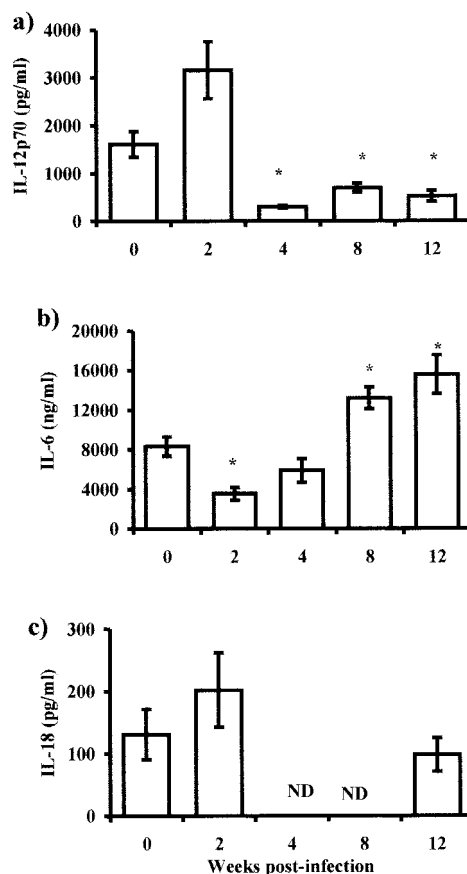 a)
IL-12p70 (pg/ml)
4000
3000
2000
1000
0
* * *
0 2 4 8 12
b)
IL-6 (ng/ml)
20000
16000
12000
8000
4000
0
* * *
0 2 4 8 12
c)
IL-18 (pg/ml)
300
200
100
0
ND ND
0 2 4 8 12
Weeks post-infection